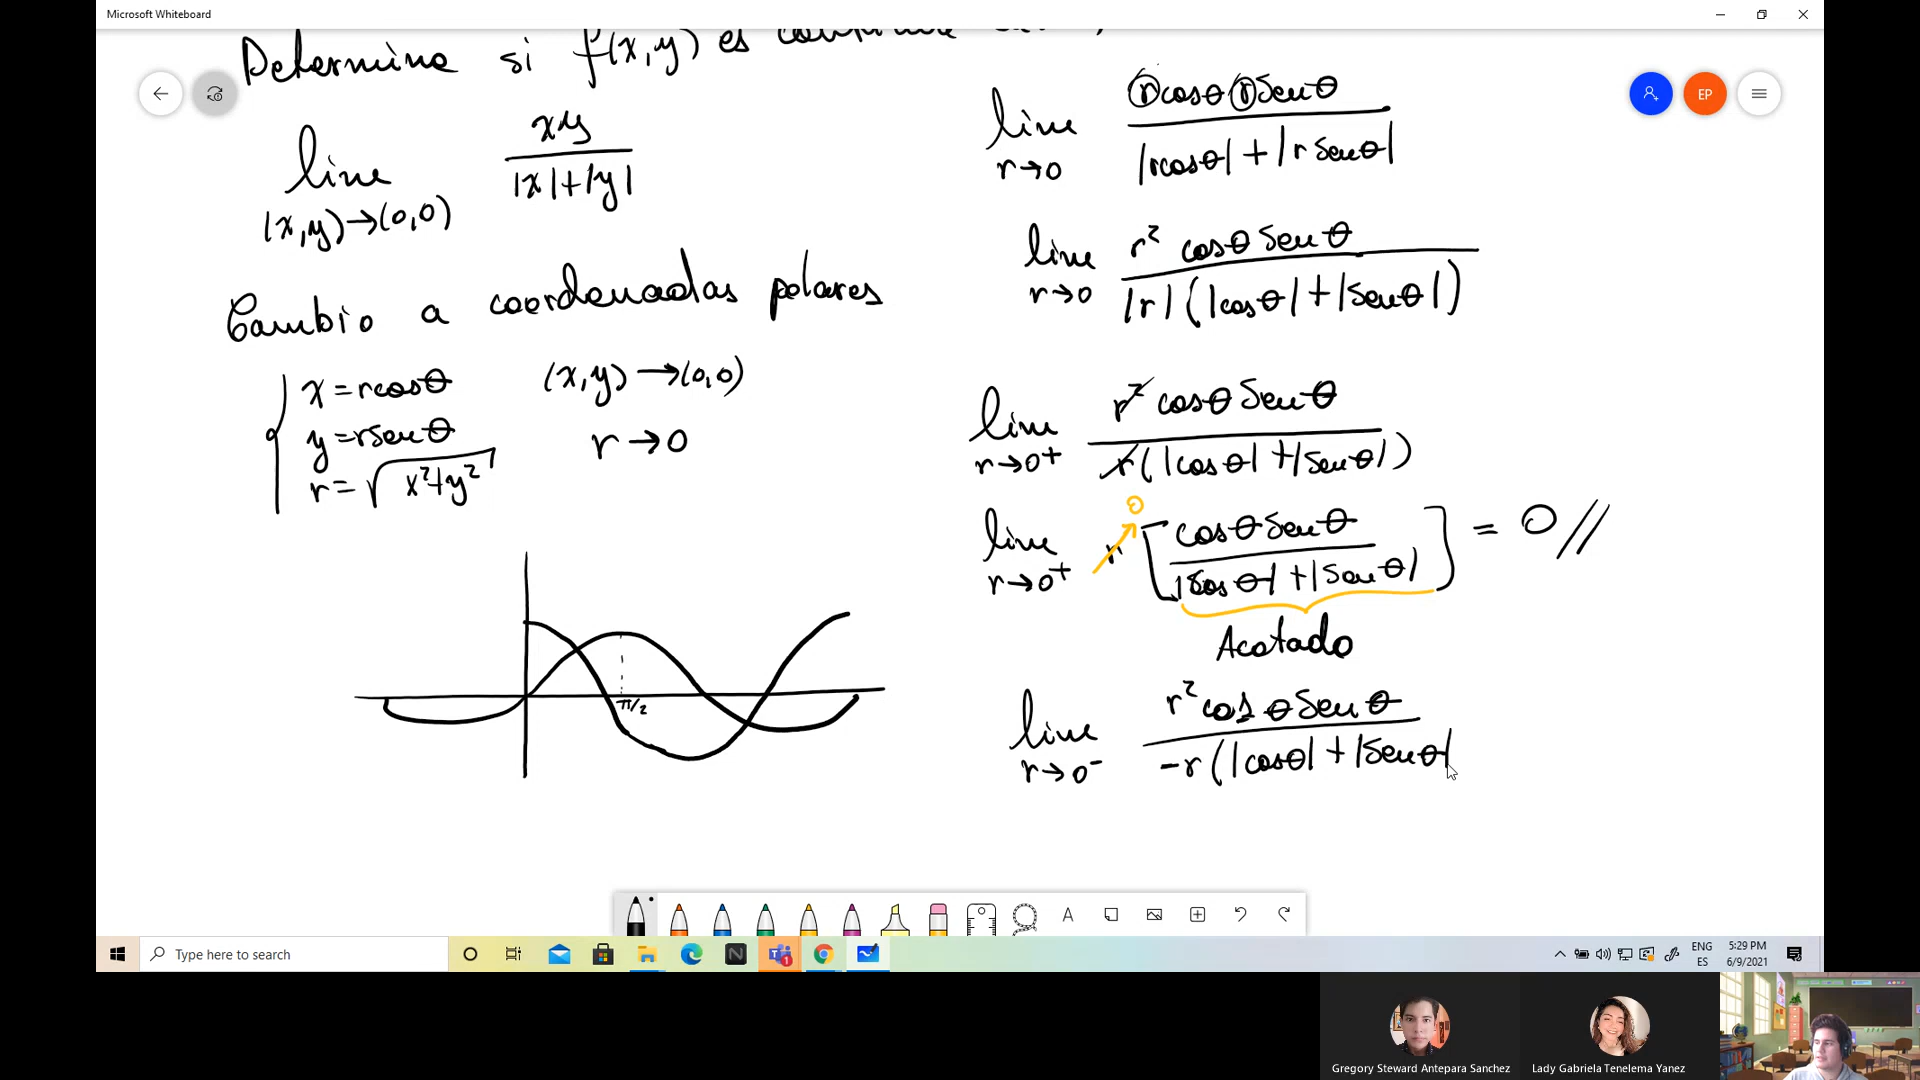 Microsoft Whiteboard
Determine si f(x,y) es
lim xy / |x|+|y|
(x,y)→(0,0)
Cambio a coordenadas polares
x = rcosθ
y = rsenθ
r = √x²+y²
(x,y) → (0,0)
r → 0
π/2
lim rcosθ rSenθ / |rcosθ| + |r senθ|
r→0
lim r² cosθ Senθ / |r| (|cosθ| + |Senθ|)
r→0
lim r² cosθ Senθ / r (|cosθ| + |Senθ|)
r→0+
0
lim r [cosθ Senθ / |cosθ| + |Senθ|] = 0 //
r→0+
Acotado
lim r² cosθ Senθ / -r (|cosθ| + |Senθ|
r→0-
EP
A
Type here to search
N
1
ENG
ES
5:29 PM
6/9/2021
Gregory Steward Antepara Sanchez
Lady Gabriela Tenelema Yanez